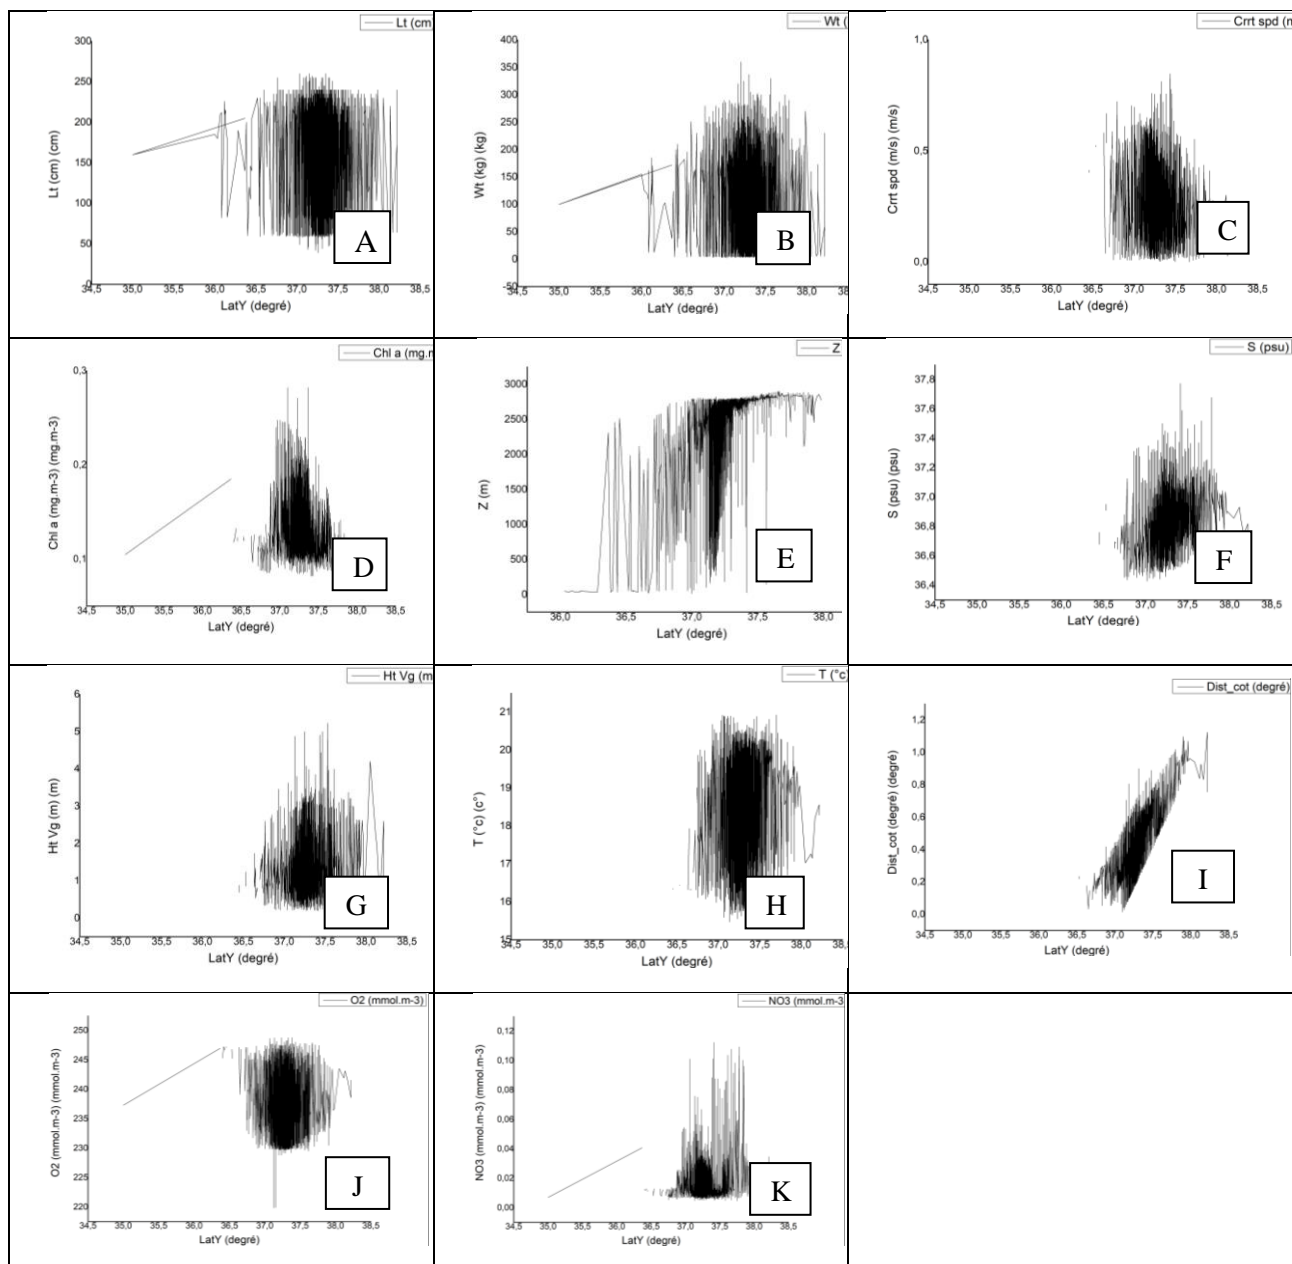 Lt (cm
300
250
200
150
100
50
0
Lt (cm) (cm)
34,5 35,0 35,5 36,0 36,5 37,0 37,5 38,0 38,5
LatY (degré)
A
Wt (
400
350
300
250
200
150
100
50
0
-50
Wt (kg) (kg)
34,5 35,0 35,5 36,0 36,5 37,0 37,5 38,0 38
LatY (degré)
B
Crrt spd (m
1,0
0,5
0,0
Crrt spd (m/s) (m/s)
34,5 35,0 35,5 36,0 36,5 37,0 37,5 38,0 38,5
LatY (degré)
C
Chl a (mg.m
0,3
0,2
0,1
Chl a (mg.m-3) (mg.m-3)
34,5 35,0 35,5 36,0 36,5 37,0 37,5 38,0 38,5
LatY (degré)
D
Z
3000
2500
2000
1500
1000
500
0
Z (m)
36,0 36,5 37,0 37,5 38,0
LatY (degré)
E
S (psu)
37,8
37,6
37,4
37,2
37,0
36,8
36,6
36,4
S (psu) (psu)
34,5 35,0 35,5 36,0 36,5 37,0 37,5 38,0 38,5
LatY (degré)
F
Ht Vg (m
6
5
4
3
2
1
0
Ht Vg (m) (m)
34,5 35,0 35,5 36,0 36,5 37,0 37,5 38,0 38,5
LatY (degré)
G
T (°c)
21
20
19
18
17
16
15
T (°c) (c°)
34,5 35,0 35,5 36,0 36,5 37,0 37,5 38,0 38,5
LatY (degré)
H
Dist_cot (degré)
1,2
1,0
0,8
0,6
0,4
0,2
0,0
Dist_cot (degré) (degré)
34,5 35,0 35,5 36,0 36,5 37,0 37,5 38,0 38,5
LatY (degré)
I
O2 (mmol.m-3)
250
245
240
235
230
225
220
O2 (mmol.m-3) (mmol.m-3)
34,5 35,0 35,5 36,0 36,5 37,0 37,5 38,0 38,5
LatY (degré)
J
NO3 (mmol.m-3
0,12
0,10
0,08
0,06
0,04
0,02
0,00
NO3 (mmol.m-3) (mmol.m-3)
34,5 35,0 35,5 36,0 36,5 37,0 37,5 38,0 38,5
LatY (degré)
K